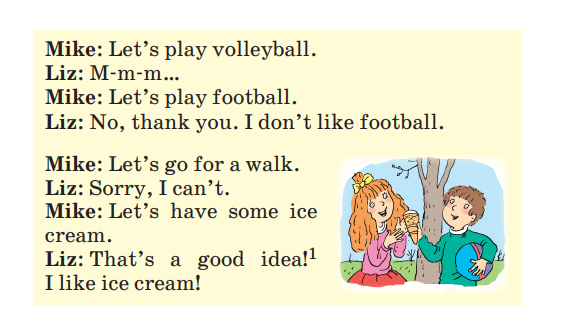 Mike: Let’s play volleyball.
Liz: M-m-m...
Mike: Let’s play football.
Liz: No, thank you. I don’t like football.
Mike: Let’s go for a walk.
Liz: Sorry, I can’t.
Mike: Let’s have some ice
cream.
Liz: That’s a good idea!¹
I like ice cream!